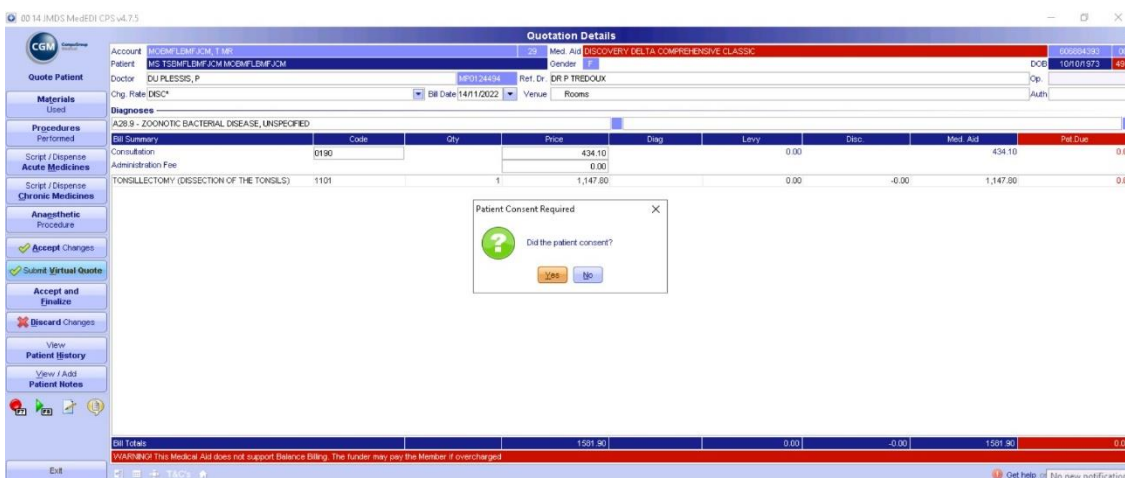 00 14 JMDS MedEDI CPS v4.7.5
CGM CompuGroup Medical
Quotation Details
Account MOBMFLBMFJCM, T MR 29 Med. Aid DISCOVERY DELTA COMPREHENSIVE CLASSIC 605884393
Patient MS TSBMFLBMFJCM MOBMFLBMFJCM Gender F DOB 10/10/1973 49
Quote Patient
Doctor DU PLESSIS, P MP0124494 Ref. Dr. DR P TREDOUX Op.
Chg. Rate DISC* Bill Date 14/11/2022 Venue Rooms Auth
Materials
Used
Diagnoses
A28.9 - ZOONOTIC BACTERIAL DISEASE, UNSPECIFIED
Procedures
Performed
Bill Summary Code Qty Price Diag Levy Disc. Med. Aid Pat.Due
Consultation 0190 434.10 0.00 434.10
Administration Fee 0.00
TONSILLECTOMY (DISSECTION OF THE TONSILS) 1101 1 1,147.80 0.00 -0.00 1,147.80
Script / Dispense
Acute Medicines
Script / Dispense
Chronic Medicines
Anaesthetic
Procedure
Accept Changes
Submit Virtual Quote
Accept and
Finalize
Discard Changes
View
Patient History
View / Add
Patient Notes
F7 F8
Patient Consent Required
Did the patient consent?
Yes No
Bill Totals 1581.90 0.00 -0.00 1581.90
WARNING! This Medical Aid does not support Balance Billing. The funder may pay the Member if overcharged
Exit
T&C's
Get help
No new notification